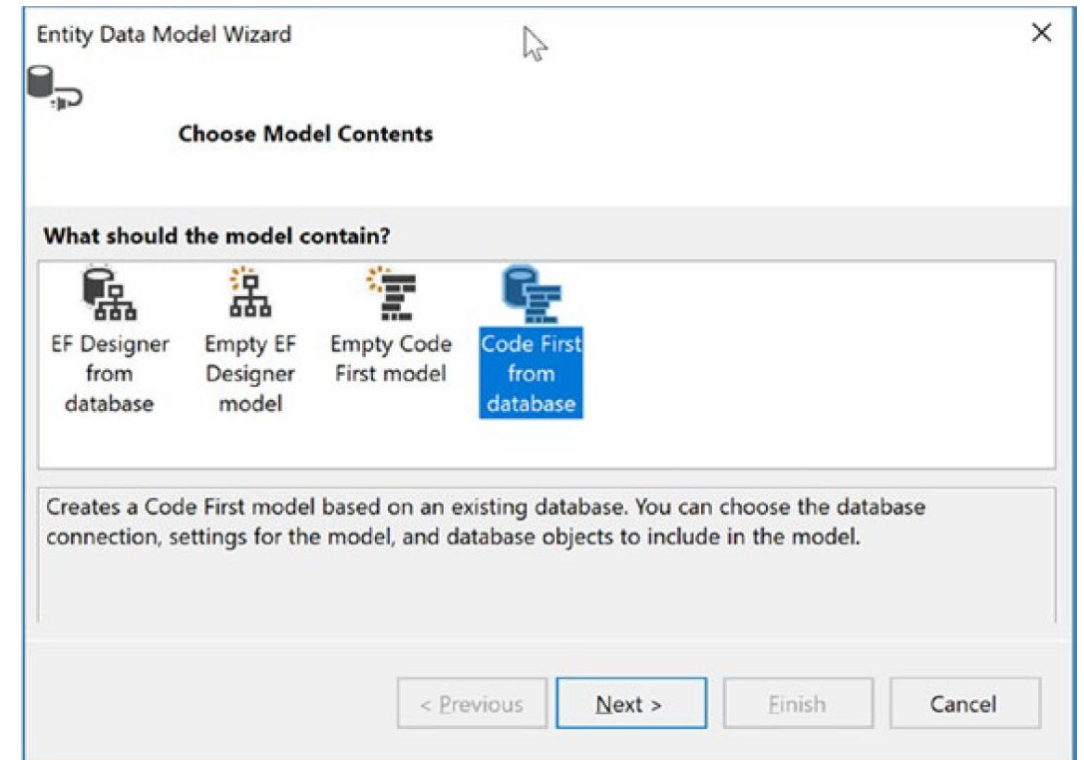 Entity Data Model Wizard
Choose Model Contents
What should the model contain?
EF Designer
from
database
Empty EF
Designer
model
Empty Code
First model
Code First
from
database
Creates a Code First model based on an existing database. You can choose the database
connection, settings for the model, and database objects to include in the model.
< Previous
Next >
Finish
Cancel